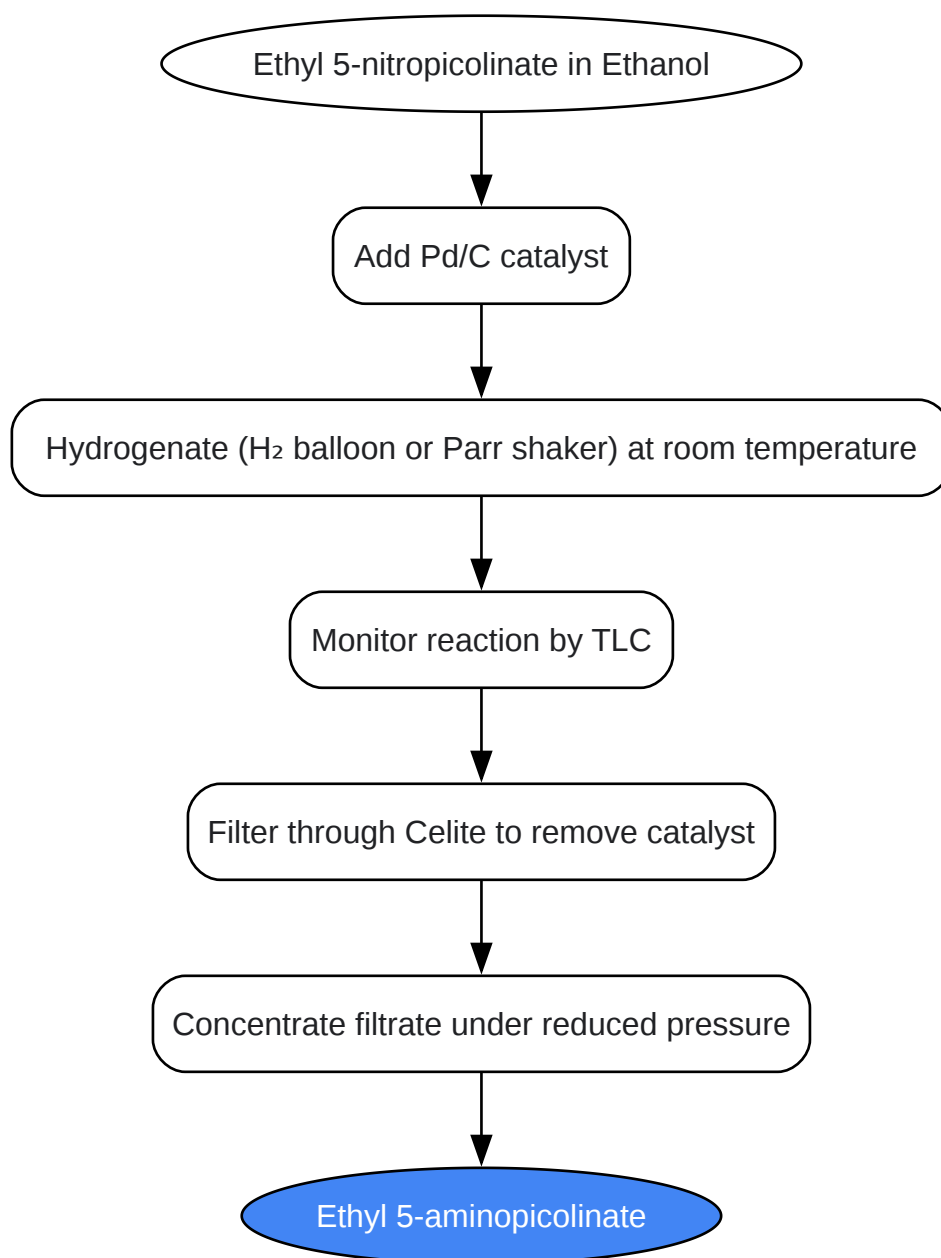 Ethyl 5-nitropicolinate in Ethanol
Add Pd/C catalyst
Hydrogenate (H₂ balloon or Parr shaker) at room temperature
Monitor reaction by TLC
Filter through Celite to remove catalyst
Concentrate filtrate under reduced pressure
Ethyl 5-aminopicolinate